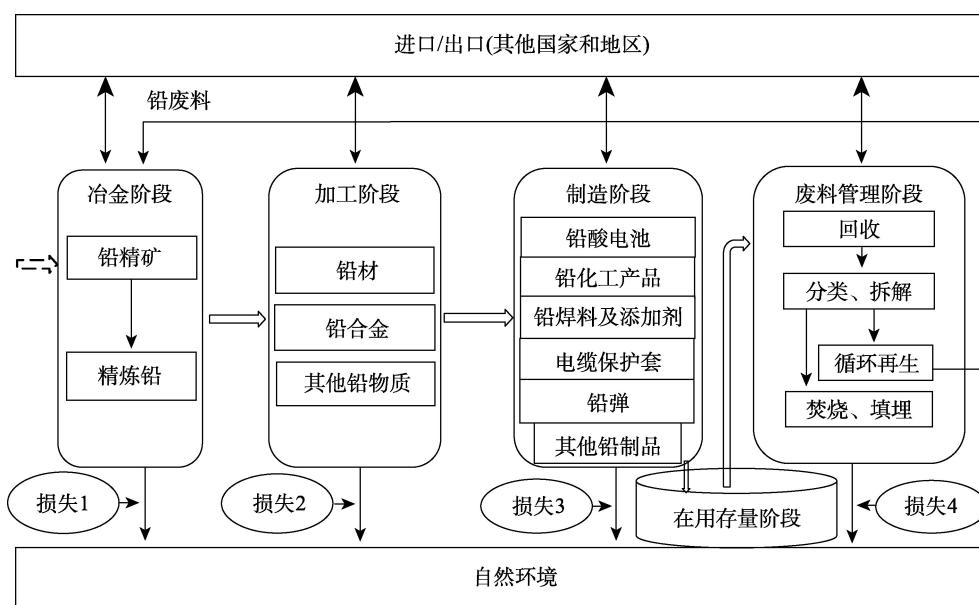 进口/出口(其他国家和地区)
铅废料
冶金阶段
铅精矿
精炼铅
加工阶段
铅材
铅合金
其他铅物质
制造阶段
铅酸电池
铅化工产品
铅焊料及添加剂
电缆保护套
铅弹
其他铅制品
废料管理阶段
回收
分类、拆解
循环再生
焚烧、填埋
损失1
损失2
损失3
在用存量阶段
损失4
自然环境